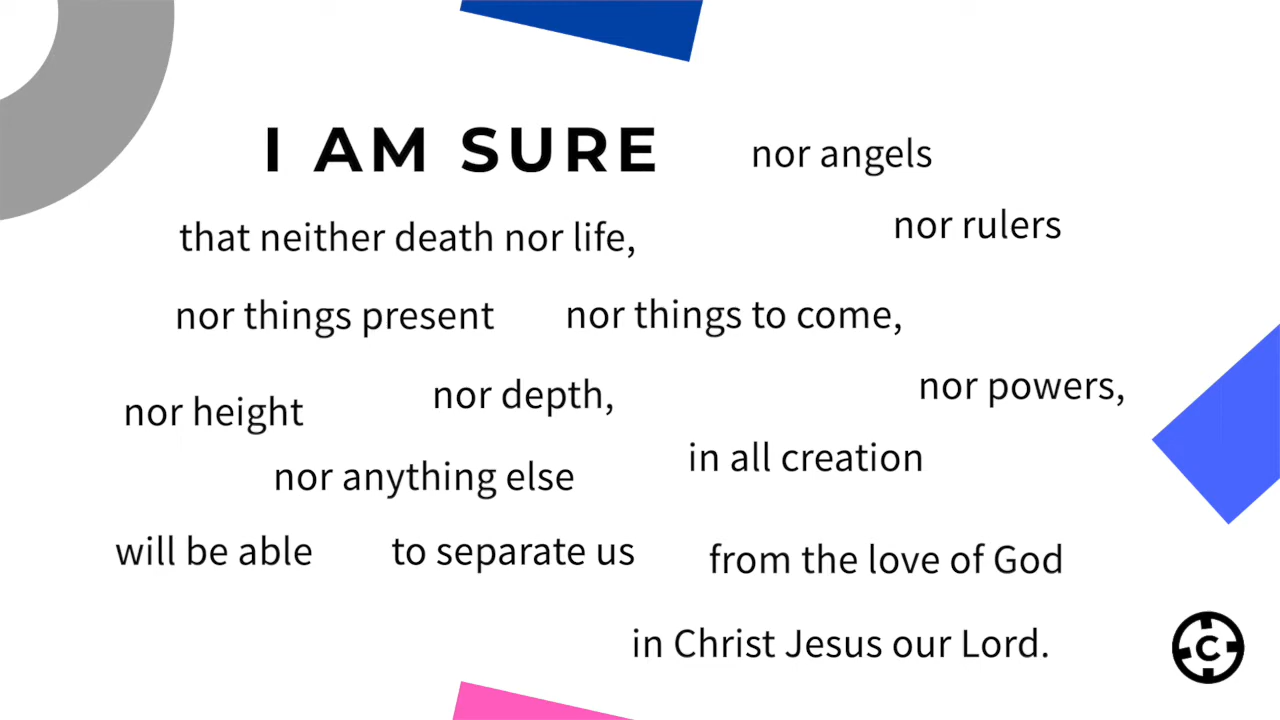 I AM SURE
nor angels
that neither death nor life,
nor rulers
nor things present
nor things to come,
nor height
nor depth,
nor powers,
nor anything else
in all creation
will be able
to separate us
from the love of God
in Christ Jesus our Lord.
C